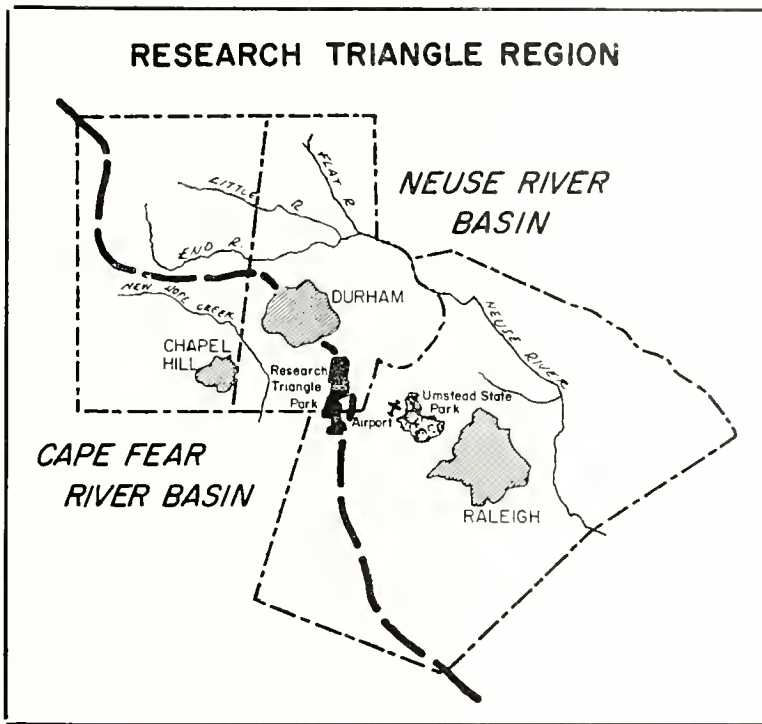 RESEARCH TRIANGLE REGION
FLAT R.
LITTLE R.
NEUSE RIVER
BASIN
END R.
NEW HOPE CREEK
DURHAM
NEUSE RIVER
CHAPEL
HILL
Research
Triangle
Park
Umstead State
Park
Airport
CAPE FEAR
RIVER BASIN
RALEIGH